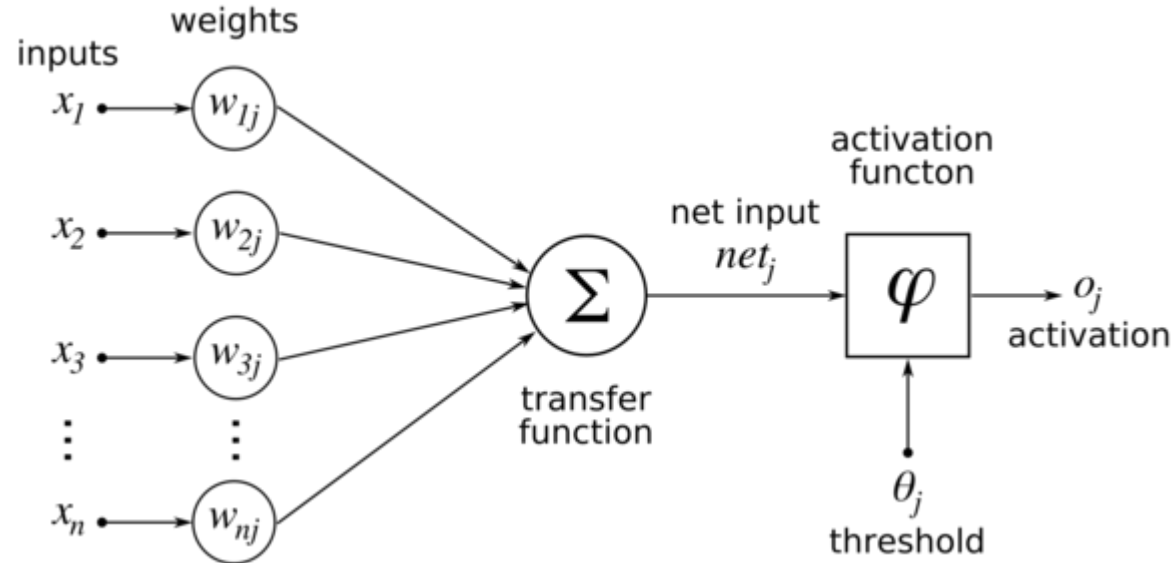 weights
inputs
x₁
w₁ⱼ
x₂
w₂ⱼ
x₃
w₃ⱼ
⋮
⋮
xₙ
wₙⱼ
Σ
transfer
function
net input
netⱼ
activation
functon
φ
oⱼ
activation
θⱼ
threshold